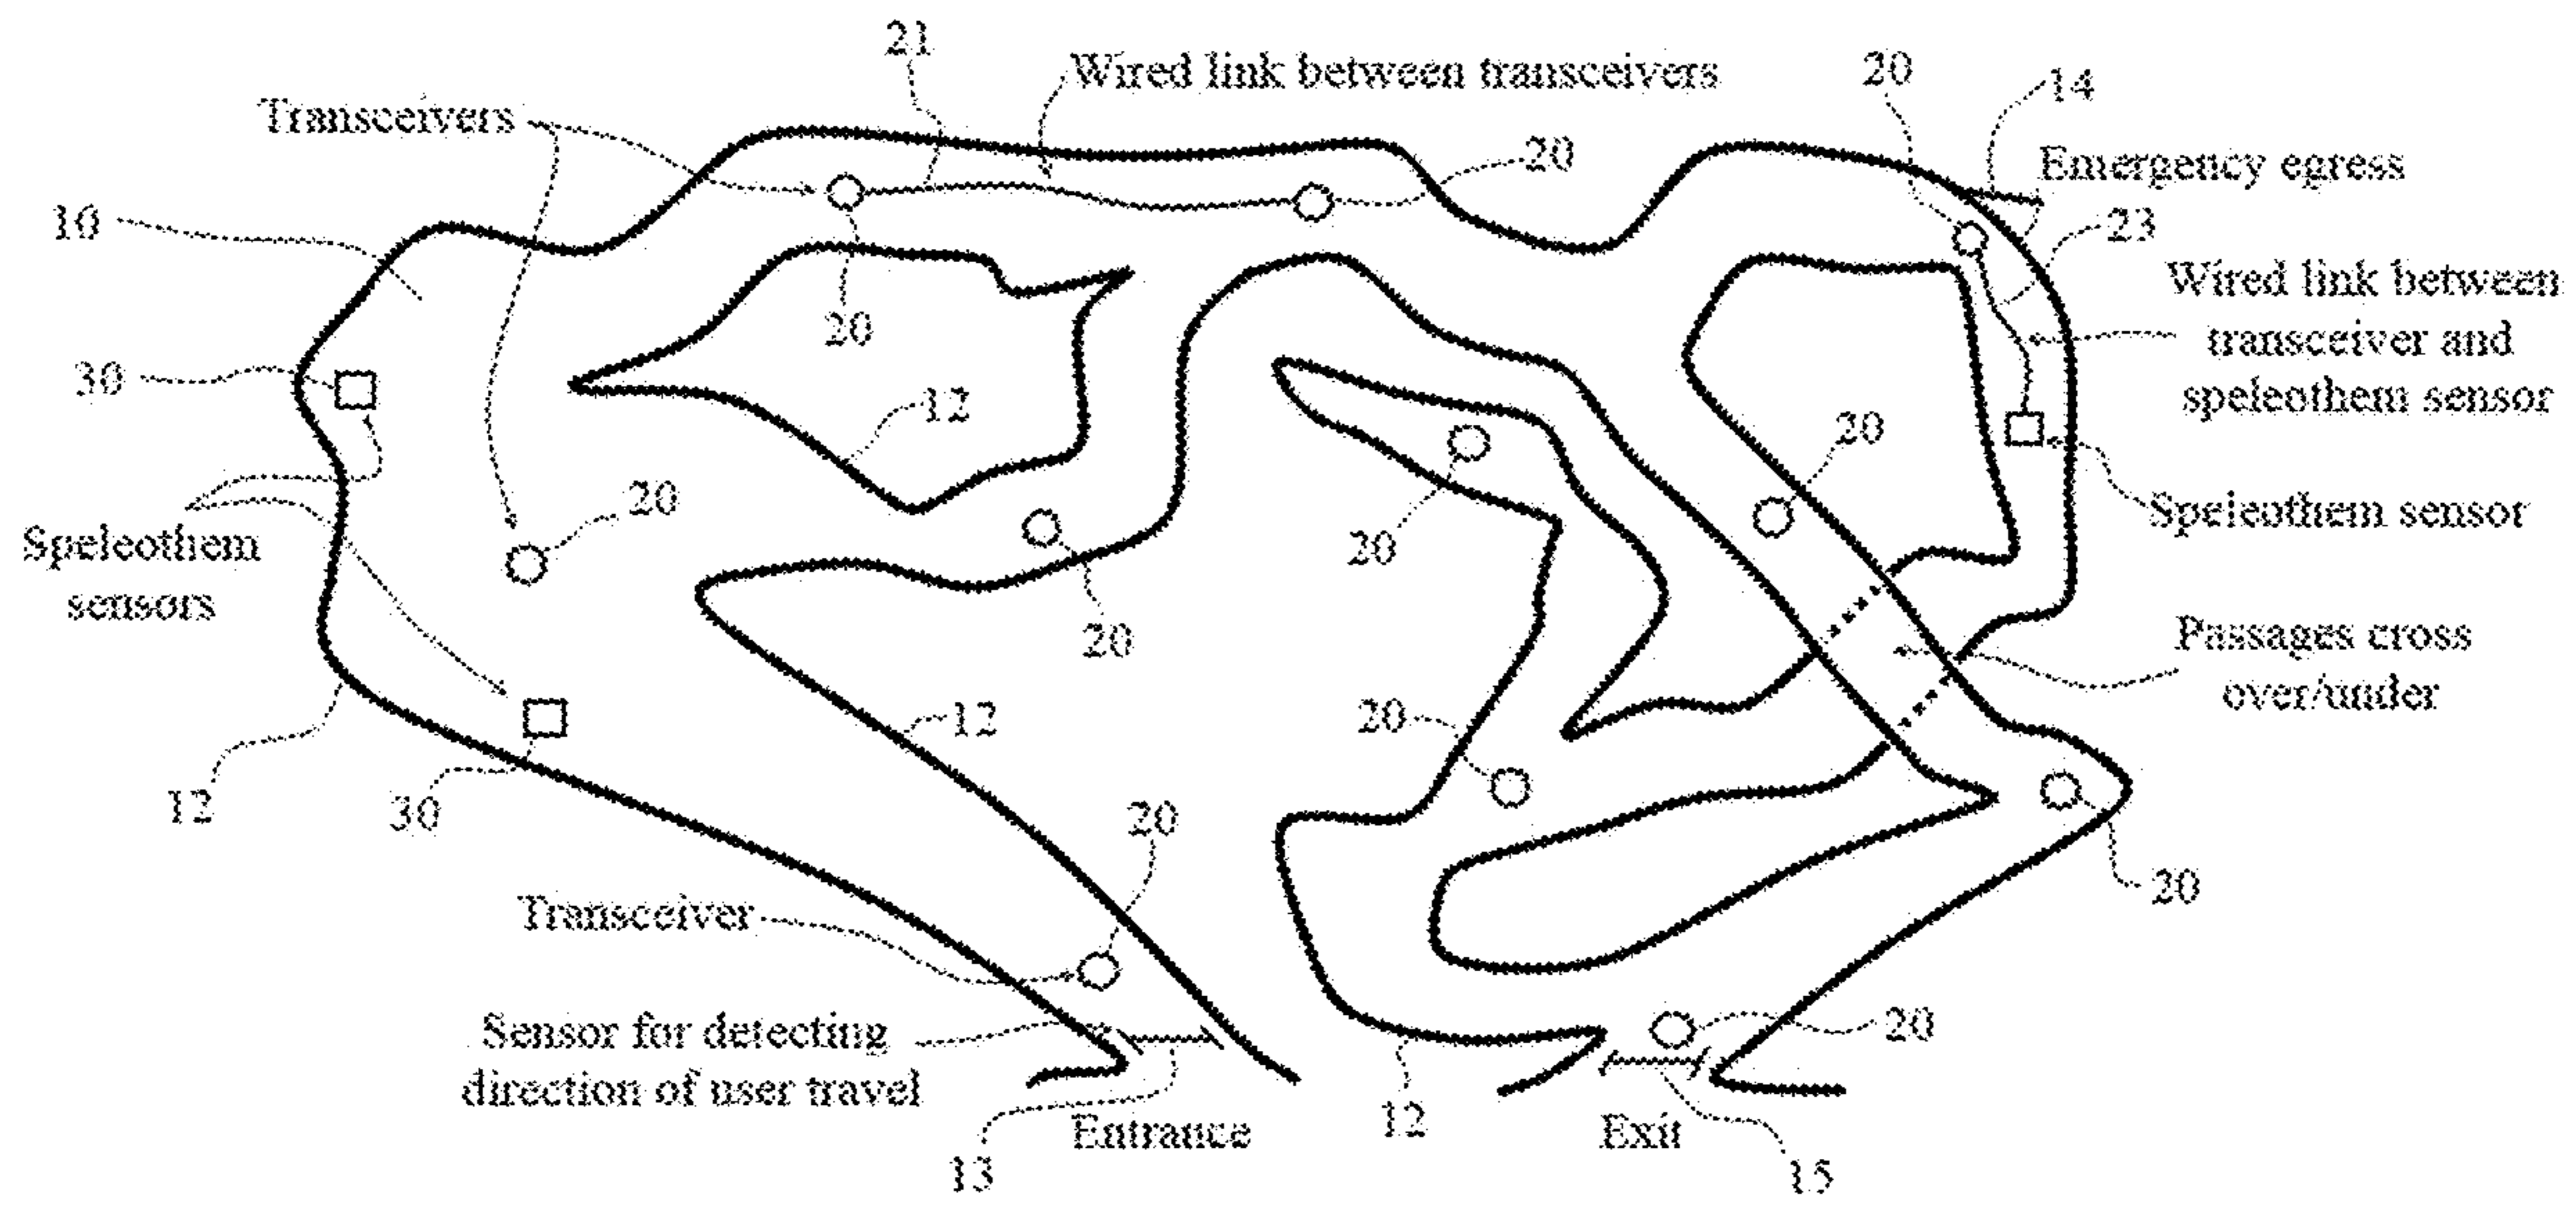 21
Wired link between transceivers
20
14
Transceivers
20
Emergency egress
10
23
Wired link between
transceiver and
speleothem sensor
20
30
12
20
20
20
Speleothem sensor
Speleothem
sensors
20
Passages cross
over/under
12
20
12
30
20
20
Transceiver
Sensor for detecting
direction of user travel
20
12
Entrance
Exit
13
15